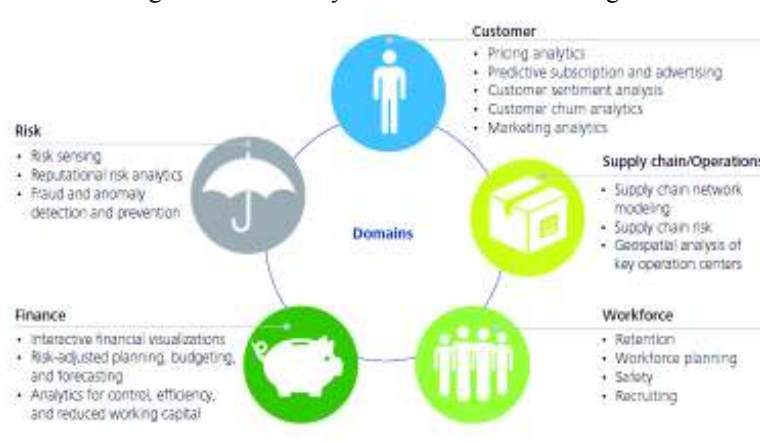 Customer
• Pricing analytics
• Predictive subscription and advertising
• Customer sentiment analysis
• Customer churn analytics
• Marketing analytics
Risk
• Risk sensing
• Reputational risk analytics
• Fraud and anomaly
detection and prevention
Supply chain/Operations
• Supply chain network
modeling
• Supply chain risk
• Geospatial analysis of
key operation centers
Domains
Finance
• Interactive financial visualizations
• Risk-adjusted planning, budgeting,
and forecasting
• Analytics for control, efficiency,
and reduced working capital
Workforce
• Retention
• Workforce planning
• Safety
• Recruiting